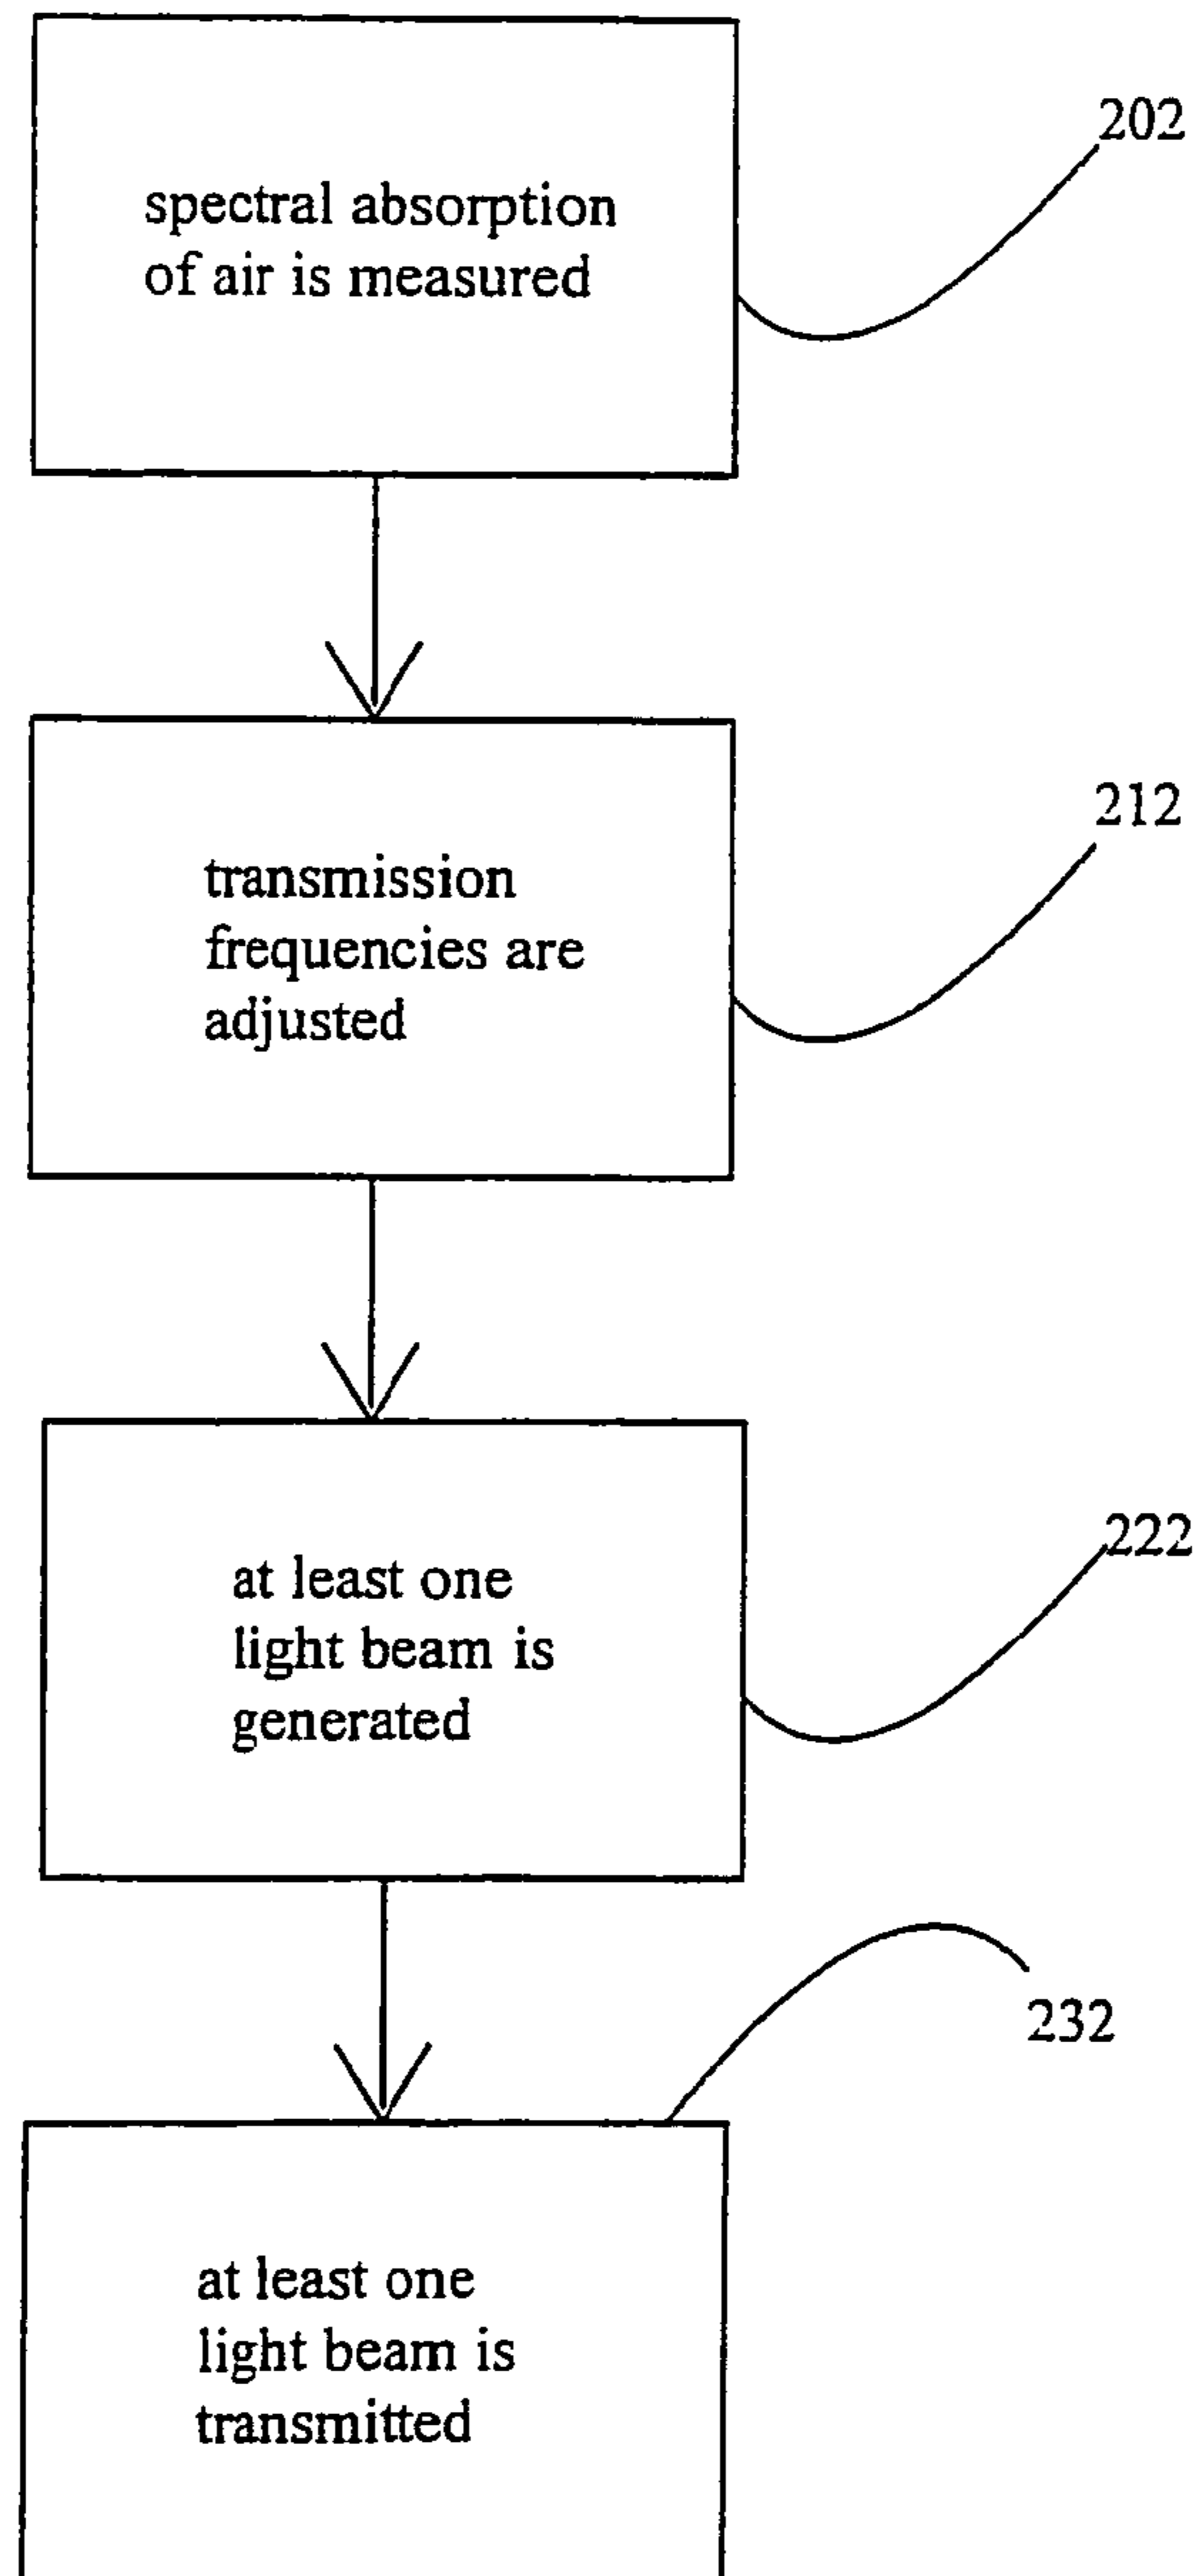 202
spectral absorption
of air is measured
212
transmission
frequencies are
adjusted
222
at least one
light beam is
generated
232
at least one
light beam is
transmitted